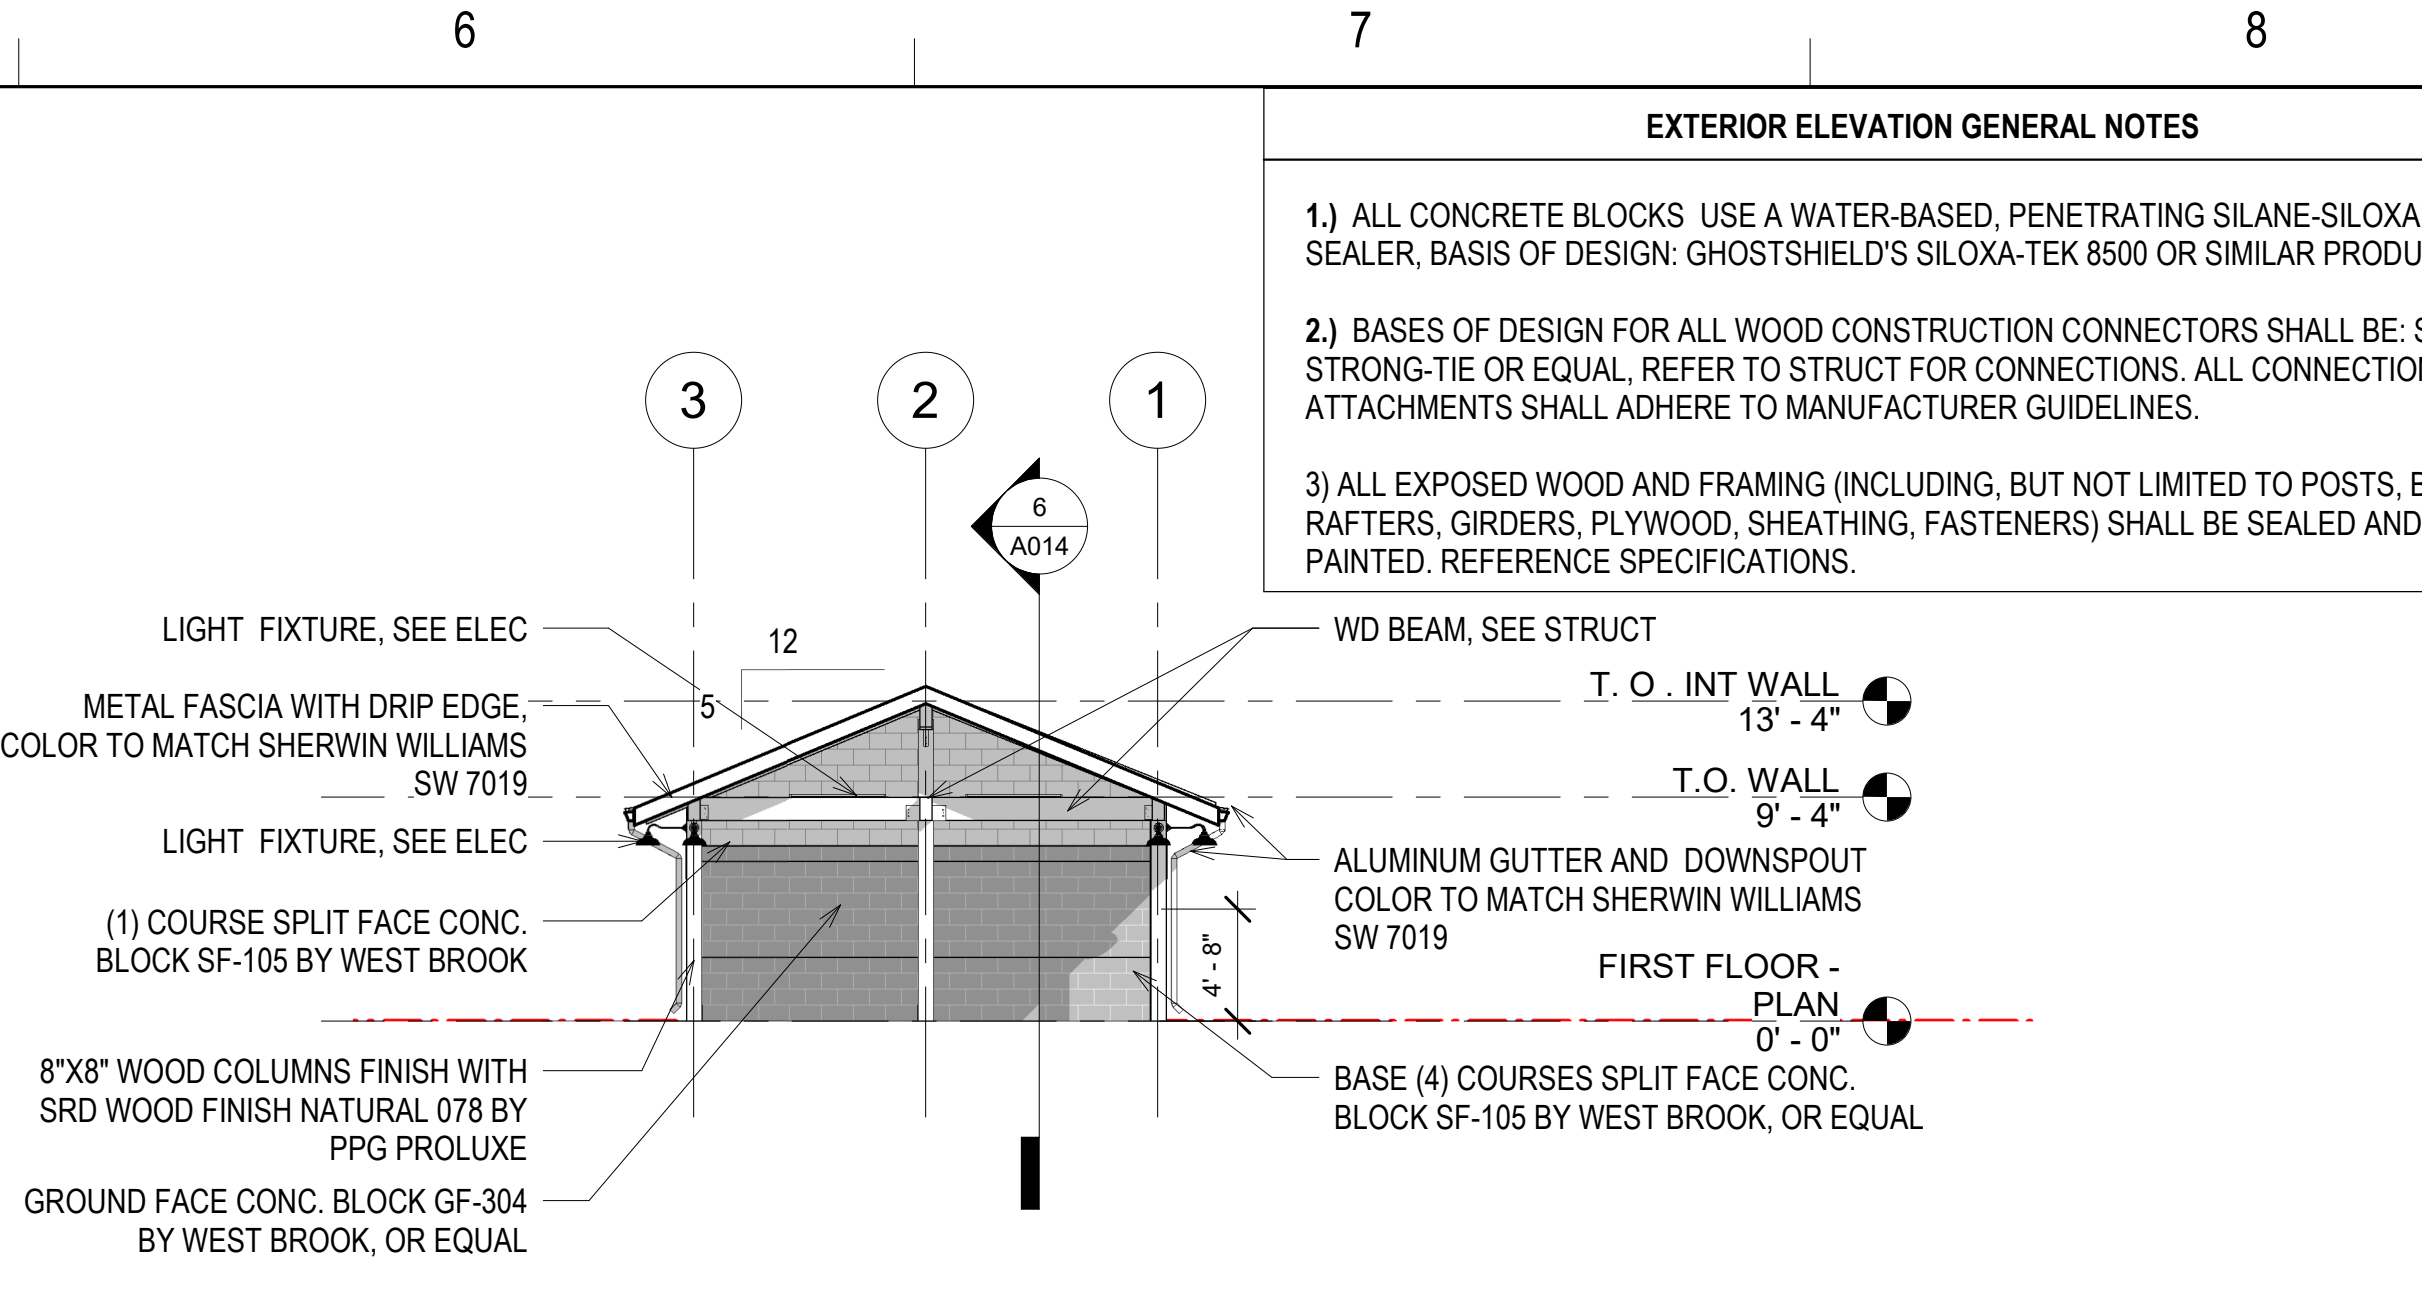 6
7
8
EXTERIOR ELEVATION GENERAL NOTES
1.) ALL CONCRETE BLOCKS USE A WATER-BASED, PENETRATING SILANE-SILOXA
SEALER, BASIS OF DESIGN: GHOSTSHIELD'S SILOXA-TEK 8500 OR SIMILAR PRODU
2.) BASES OF DESIGN FOR ALL WOOD CONSTRUCTION CONNECTORS SHALL BE: S
STRONG-TIE OR EQUAL, REFER TO STRUCT FOR CONNECTIONS. ALL CONNECTION
ATTACHMENTS SHALL ADHERE TO MANUFACTURER GUIDELINES.
3) ALL EXPOSED WOOD AND FRAMING (INCLUDING, BUT NOT LIMITED TO POSTS, B
RAFTERS, GIRDERS, PLYWOOD, SHEATHING, FASTENERS) SHALL BE SEALED AND
PAINTED. REFERENCE SPECIFICATIONS.
3
2
1
6
A014
LIGHT FIXTURE, SEE ELEC
METAL FASCIA WITH DRIP EDGE,
COLOR TO MATCH SHERWIN WILLIAMS
SW 7019
LIGHT FIXTURE, SEE ELEC
(1) COURSE SPLIT FACE CONC.
BLOCK SF-105 BY WEST BROOK
8"X8" WOOD COLUMNS FINISH WITH
SRD WOOD FINISH NATURAL 078 BY
PPG PROLUXE
GROUND FACE CONC. BLOCK GF-304
BY WEST BROOK, OR EQUAL
12
5
WD BEAM, SEE STRUCT
T. O . INT WALL
13' - 4"
T.O. WALL
9' - 4"
ALUMINUM GUTTER AND DOWNSPOUT
COLOR TO MATCH SHERWIN WILLIAMS
SW 7019
4' - 8"
FIRST FLOOR -
PLAN
0' - 0"
BASE (4) COURSES SPLIT FACE CONC.
BLOCK SF-105 BY WEST BROOK, OR EQUAL